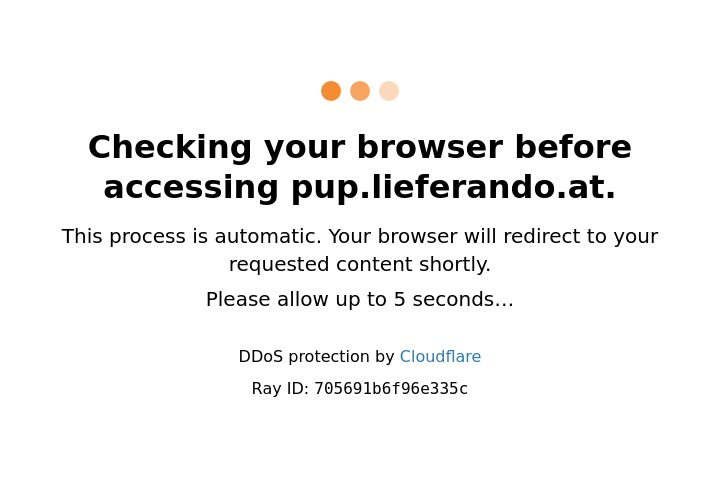 Checking your browser before
accessing pup.lieferando.at.
This process is automatic. Your browser will redirect to your
requested content shortly.
Please allow up to 5 seconds…
DDoS protection by Cloudflare
Ray ID: 705691b6f96e335c